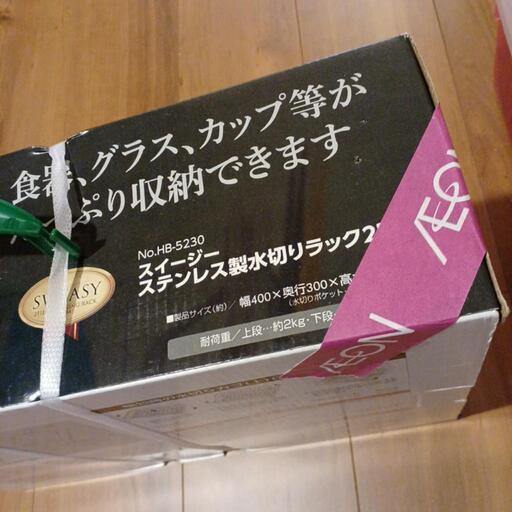 食器、グラス、カップ等が
ぷり収納できます
No.HB-5230
スイージー
ステンレス製水切りラック2
■製品サイズ(約)/幅400×奥行300×高
(水切りポケット
耐荷重/上段…約2kg・下段
ÆON
ÆON